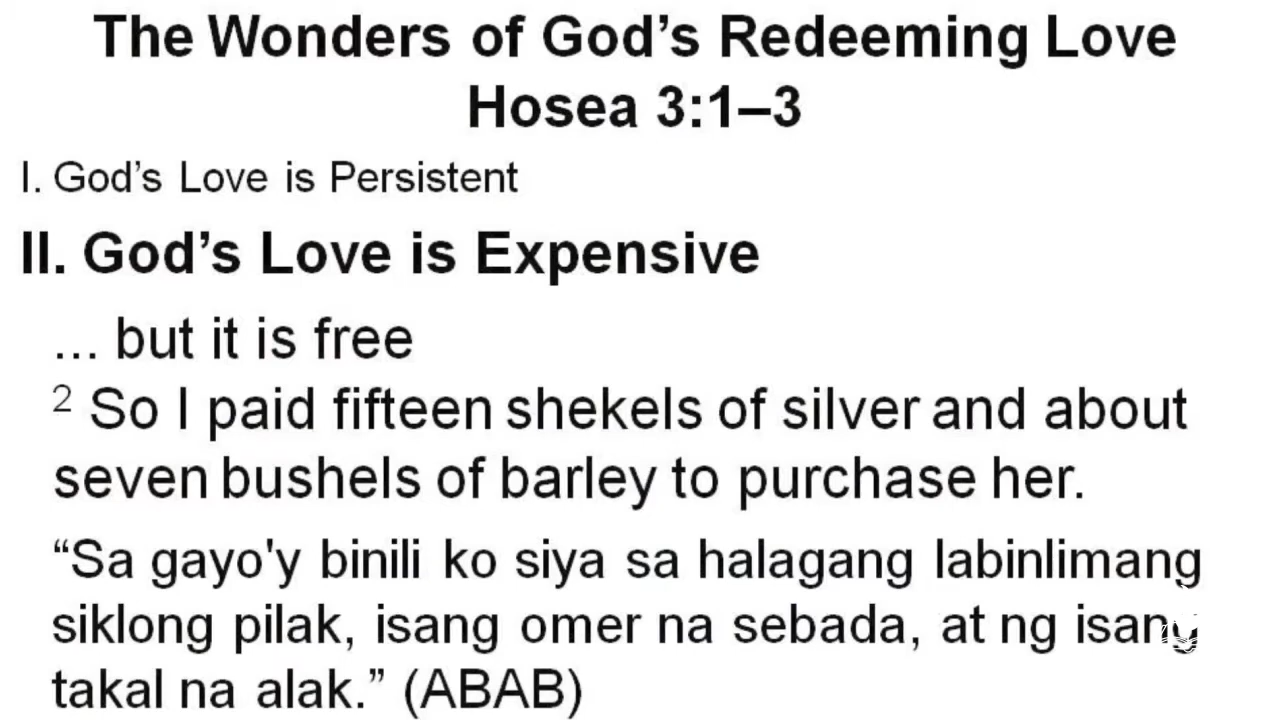 The Wonders of God’s Redeeming Love
Hosea 3:1–3
I. God’s Love is Persistent
II. God’s Love is Expensive
... but it is free
2 So I paid fifteen shekels of silver and about
seven bushels of barley to purchase her.
“Sa gayo'y binili ko siya sa halagang labinlimang
siklong pilak, isang omer na sebada, at ng isang
takal na alak.” (ABAB)